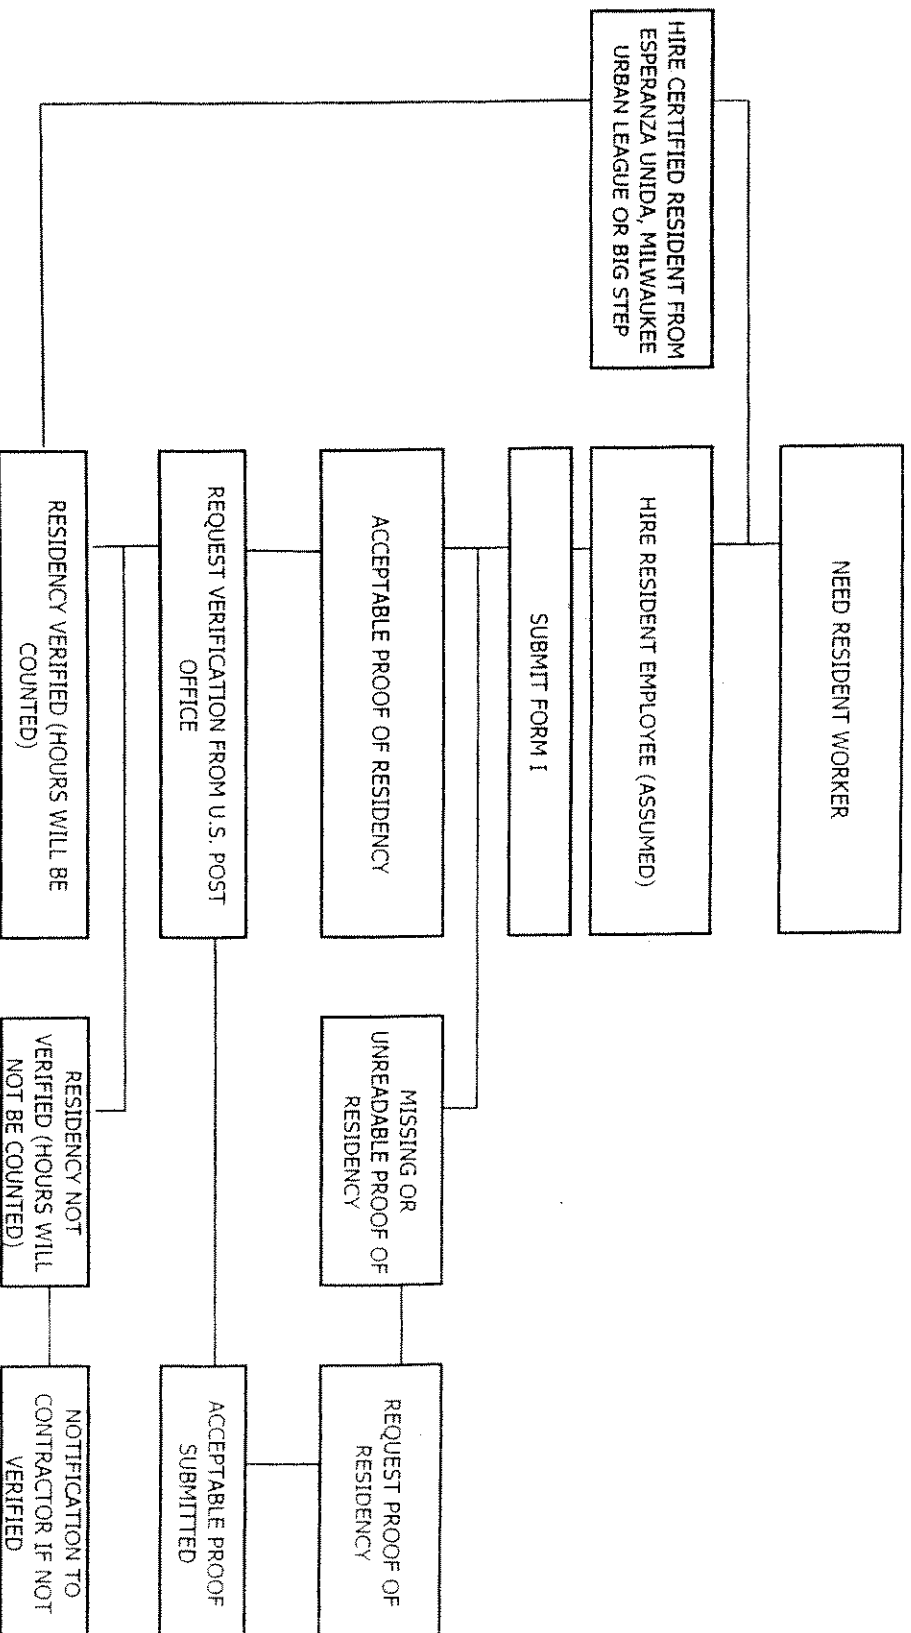 NEED RESIDENT WORKER
HIRE CERTIFIED RESIDENT FROM
ESPERANZA UNIDA, MILWAUKEE
URBAN LEAGUE OR BIG STEP
HIRE RESIDENT EMPLOYEE (ASSUMED)
SUBMIT FORM I
ACCEPTABLE PROOF OF RESIDENCY
MISSING OR
UNREADABLE PROOF OF
RESIDENCY
REQUEST PROOF OF
RESIDENCY
REQUEST VERIFICATION FROM U.S. POST
OFFICE
ACCEPTABLE PROOF
SUBMITTED
RESIDENCY VERIFIED (HOURS WILL BE
COUNTED)
RESIDENCY NOT
VERIFIED (HOURS WILL
NOT BE COUNTED)
NOTIFICATION TO
CONTRACTOR IF NOT
VERIFIED